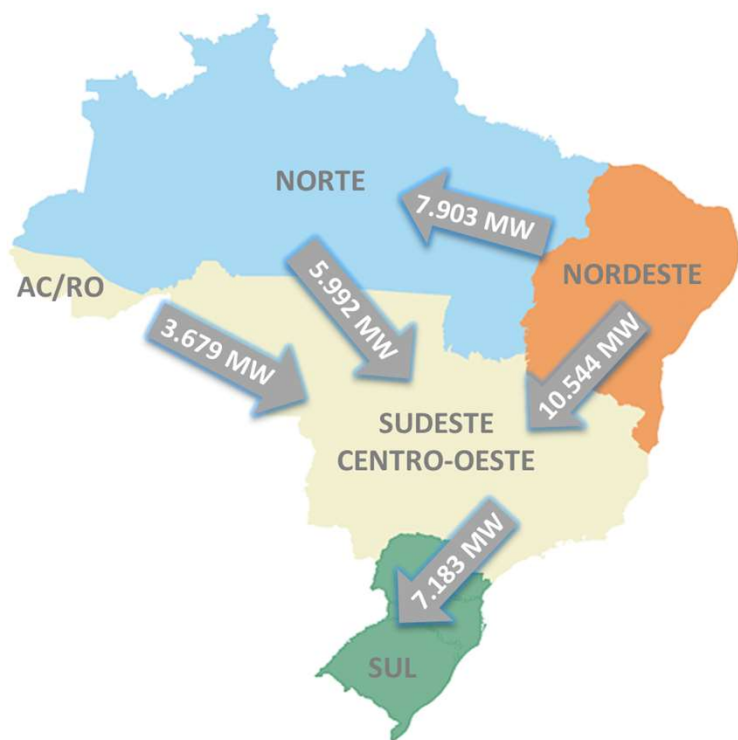 NORTE
7.903 MW
AC/RO
5.992 MW
NORDESTE
3.679 MW
10.544 MW
SUDESTE
CENTRO-OESTE
7.183 MW
SUL